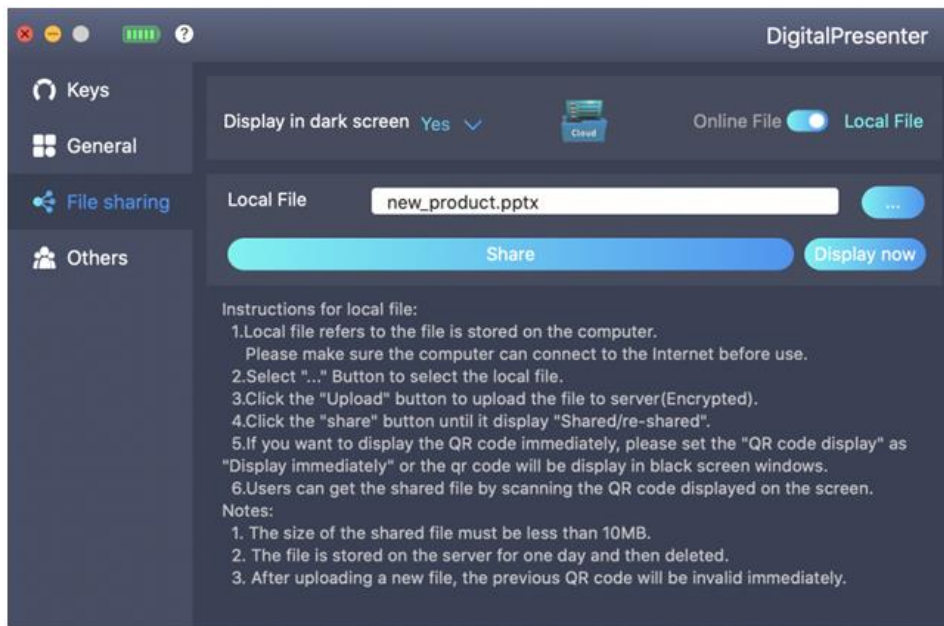 DigitalPresenter
Keys
General
File sharing
Others
Display in dark screen Yes
Cloud
Online File
Local File
Local File
new_product.pptx
...
Share
Display now
Instructions for local file:
1.Local file refers to the file is stored on the computer.
Please make sure the computer can connect to the Internet before use.
2.Select "..." Button to select the local file.
3.Click the "Upload" button to upload the file to server(Encrypted).
4.Click the "share" button until it display "Shared/re-shared".
5.If you want to display the QR code immediately, please set the "QR code display" as
"Display immediately" or the qr code will be display in black screen windows.
6.Users can get the shared file by scanning the QR code displayed on the screen.
Notes:
1. The size of the shared file must be less than 10MB.
2. The file is stored on the server for one day and then deleted.
3. After uploading a new file, the previous QR code will be invalid immediately.